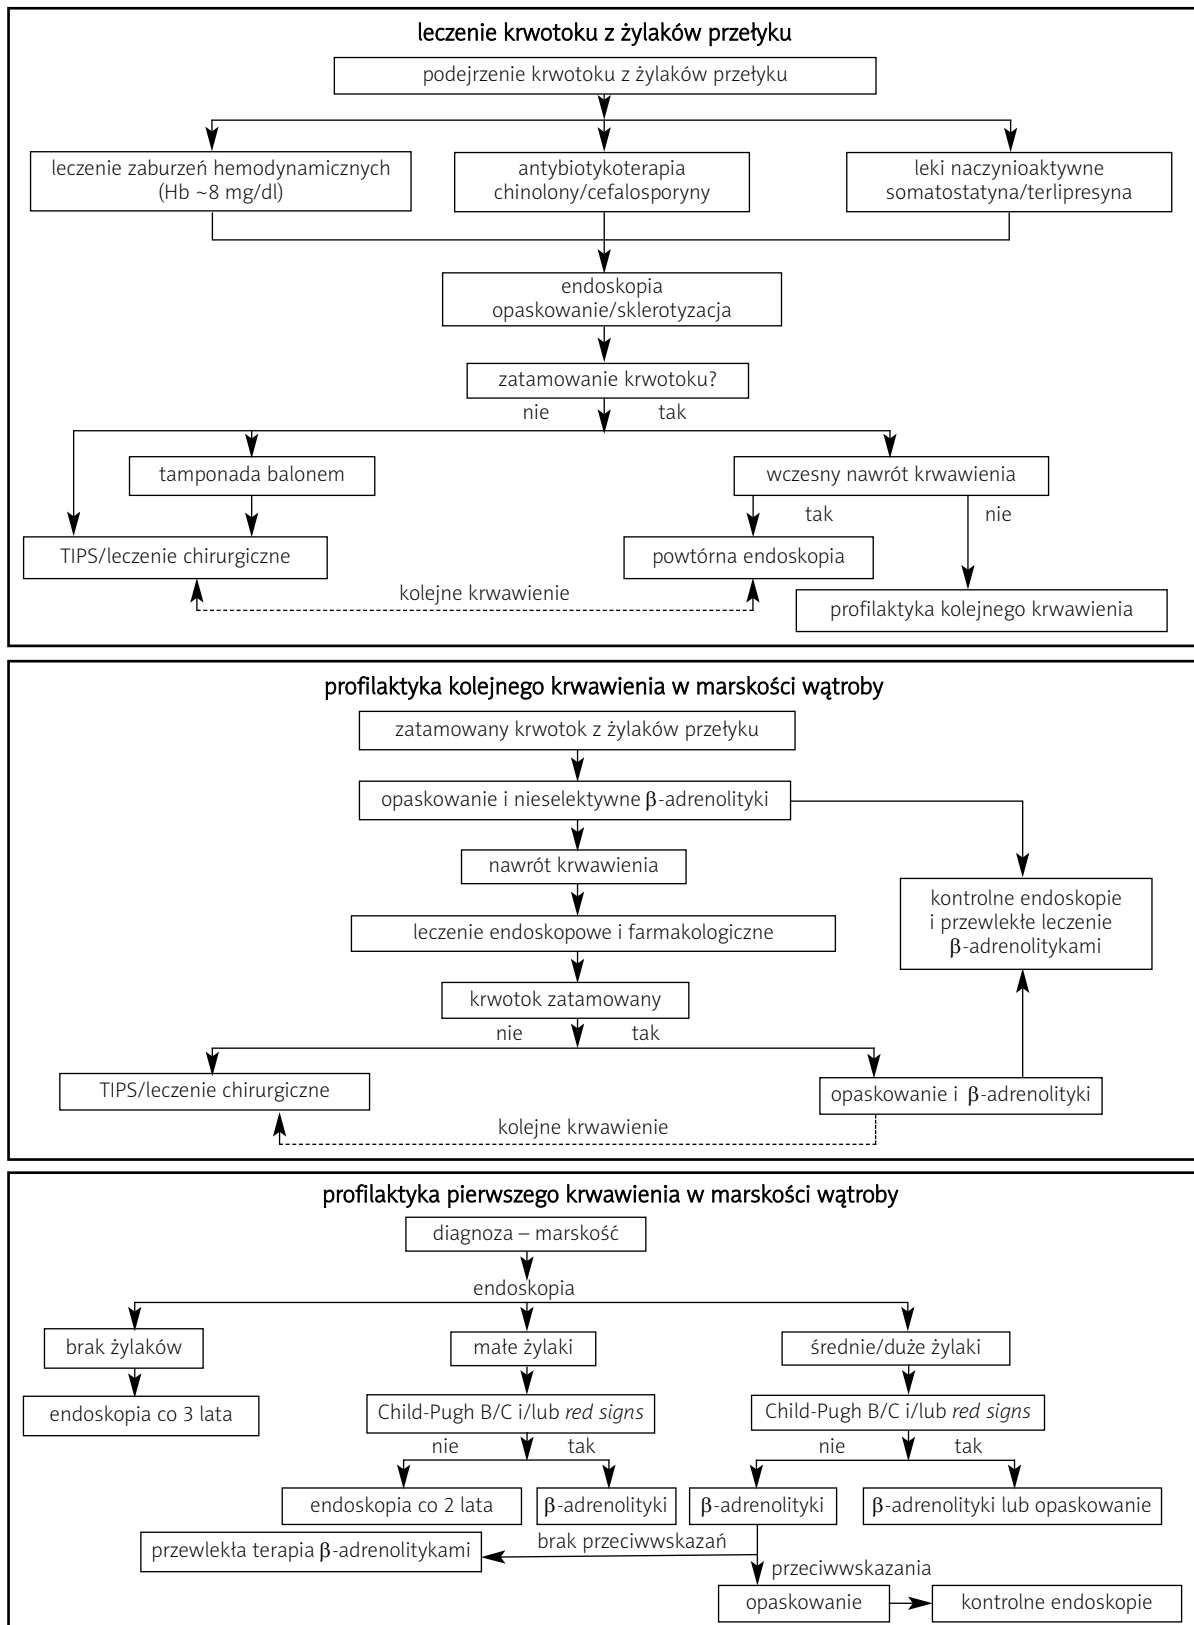 leczenie krwotoku z żylaków przełyku
podejrzenie krwotoku z żylaków przełyku
leczenie zaburzeń hemodynamicznych
(Hb ~8 mg/dl)
antybiotykoterapia
chinolony/cefalosporyny
leki naczynioaktywne
somatostatyna/terlipresyna
endoskopia
opaskowanie/sklerotyzacja
zatamowanie krwotoku?
nie
tak
tamponada balonem
wczesny nawrót krwawienia
tak
nie
TIPS/leczenie chirurgiczne
powtórna endoskopia
kolejne krwawienie
profilaktyka kolejnego krwawienia
profilaktyka kolejnego krwawienia w marskości wątroby
zatamowany krwotok z żylaków przełyku
opaskowanie i nieselektywne β-adrenolityki
nawrót krwawienia
kontrolne endoskopie
i przewlekłe leczenie
β-adrenolitykami
leczenie endoskopowe i farmakologiczne
krwotok zatamowany
nie
tak
TIPS/leczenie chirurgiczne
opaskowanie i β-adrenolityki
kolejne krwawienie
profilaktyka pierwszego krwawienia w marskości wątroby
diagnoza – marskość
endoskopia
brak żylaków
małe żylaki
średnie/duże żylaki
endoskopia co 3 lata
Child-Pugh B/C i/lub red signs
Child-Pugh B/C i/lub red signs
nie
tak
nie
tak
endoskopia co 2 lata
β-adrenolityki
β-adrenolityki
β-adrenolityki lub opaskowanie
brak przeciwwskazań
przewlekła terapia β-adrenolitykami
przeciwwskazania
opaskowanie
kontrolne endoskopie